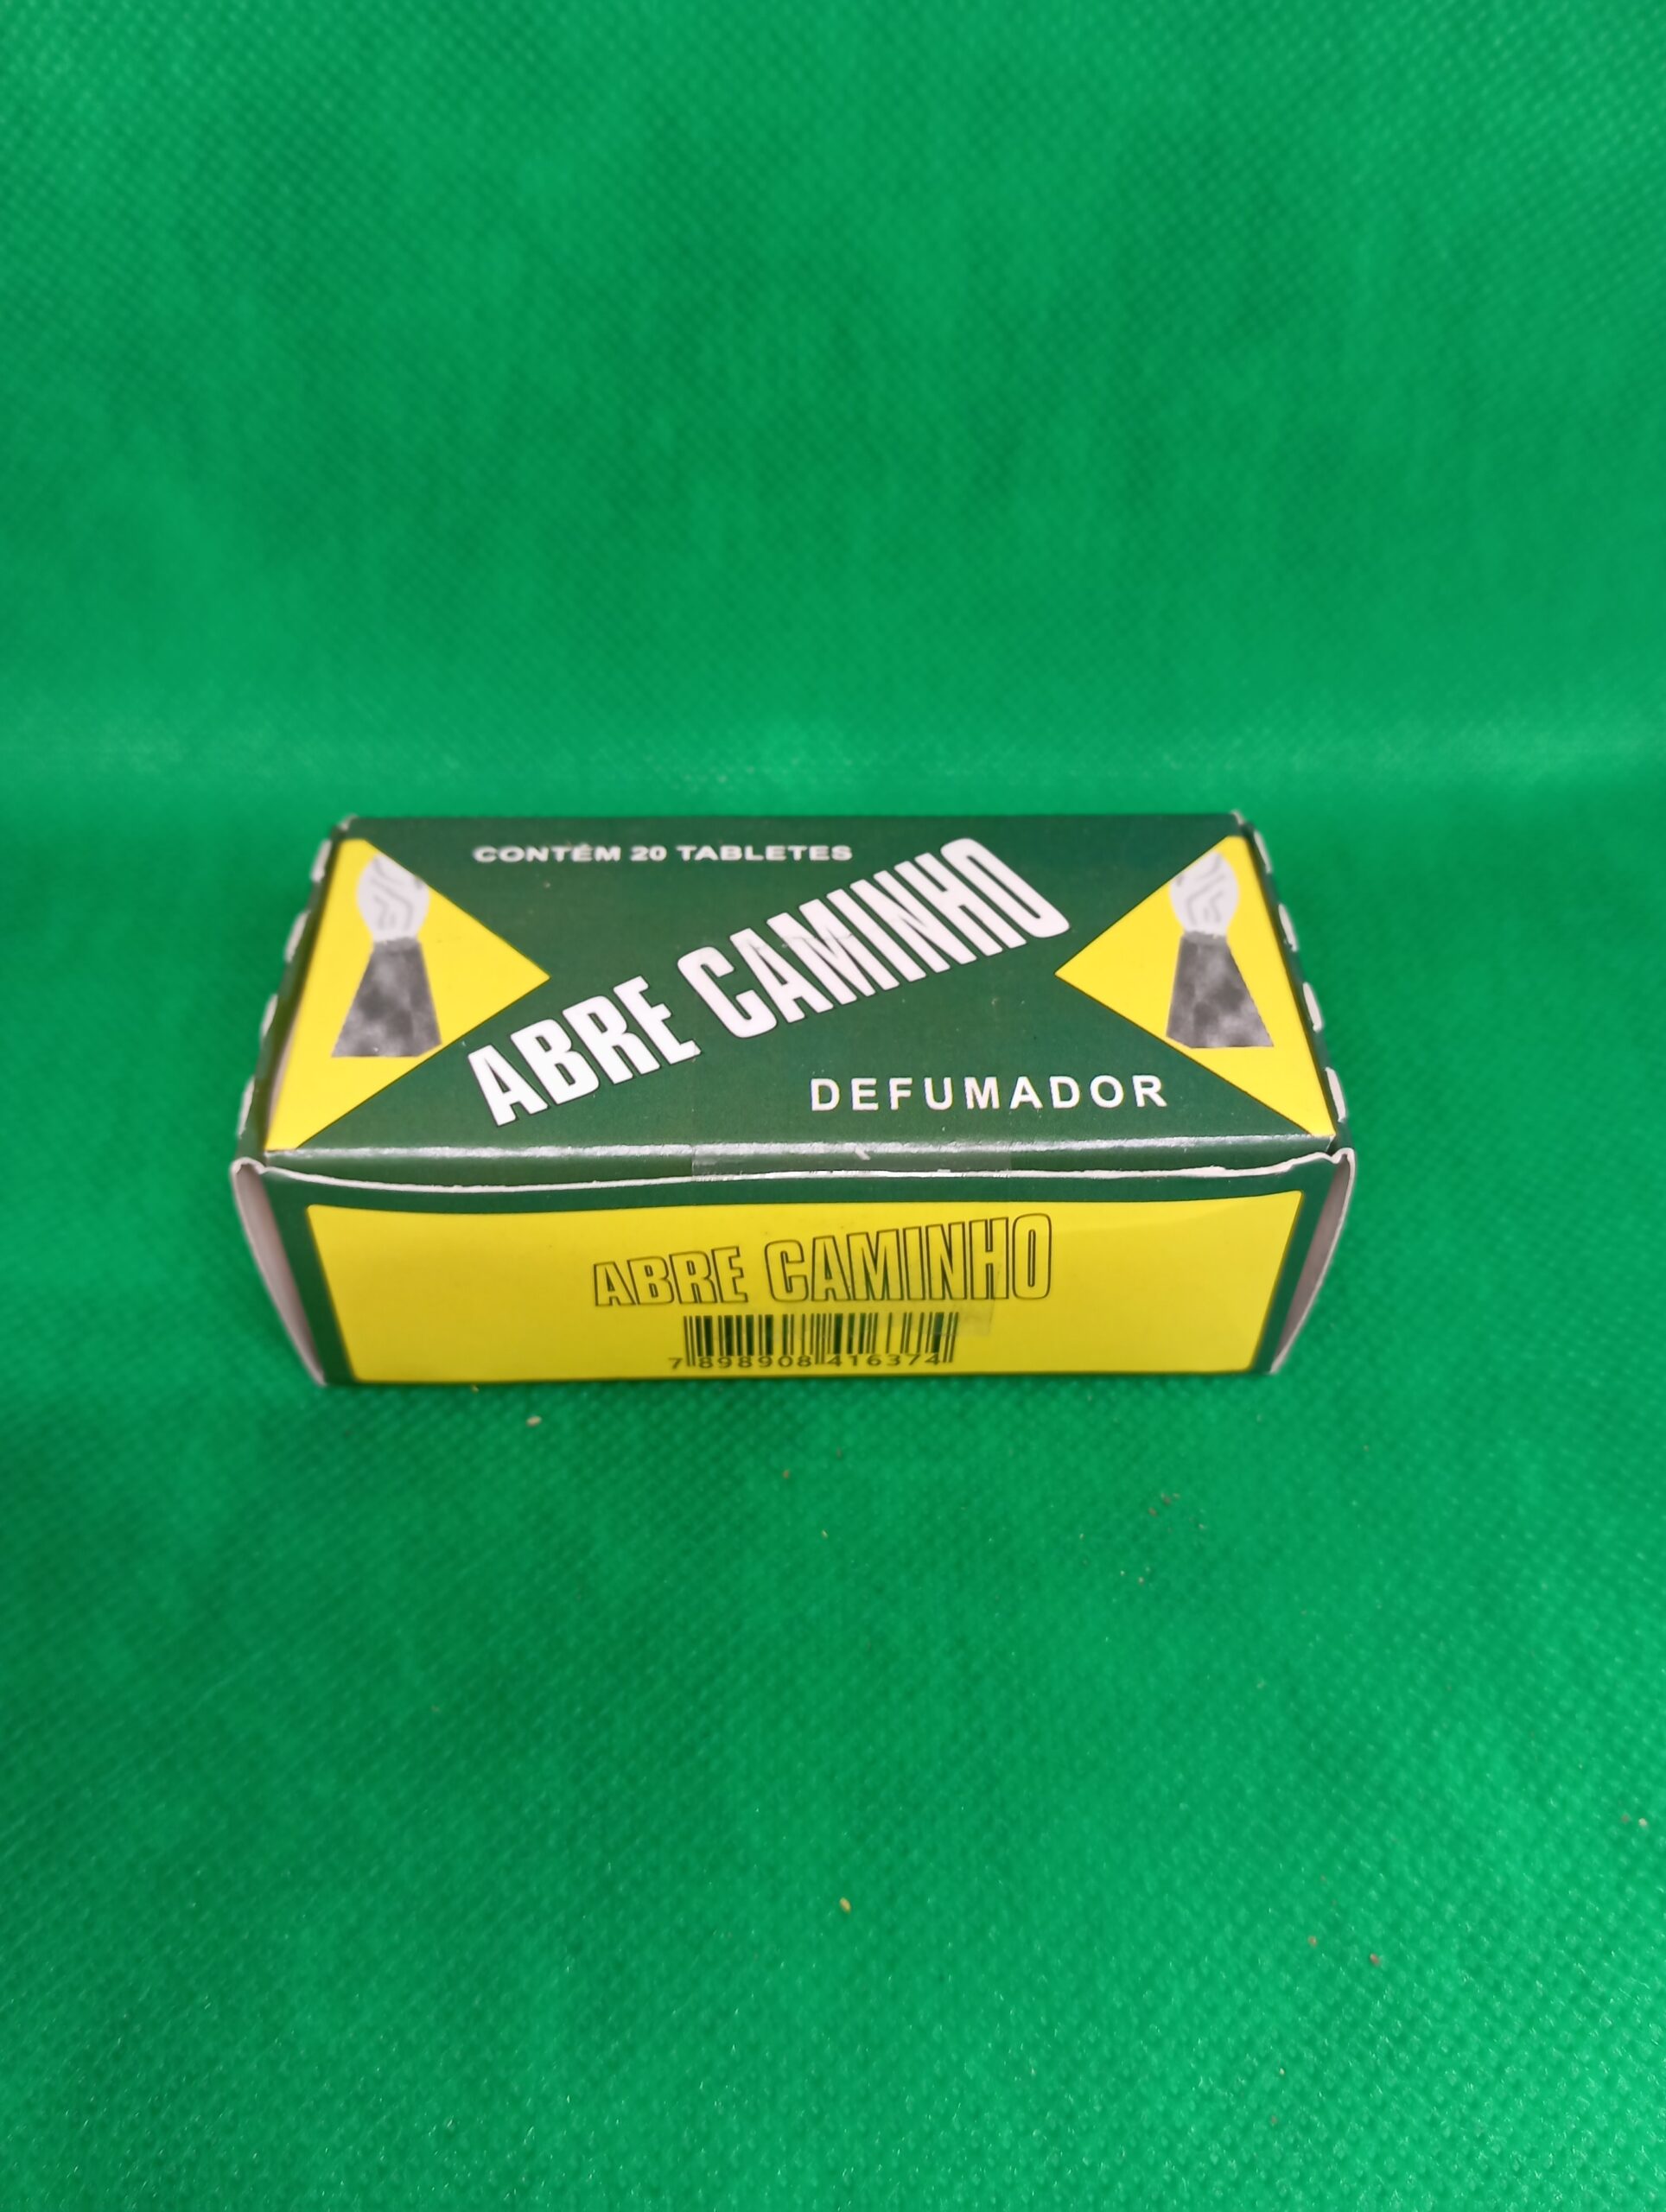 CONTÉM 20 TABLETES
ABRE CAMINHO
DEFUMADOR
ABRE CAMINHO
7 898908 416374